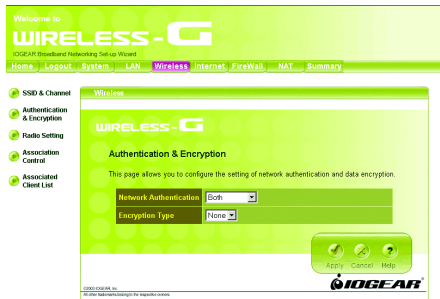 Welcome to
WIRELESS-G
IOGEAR Broadband Networking Set-up Wizard
Home Logout System LAN Wireless Internet FireWall NAT Summary
SSID & Channel
Authentication
& Encryption
Radio Setting
Association
Control
Associated
Client List
Wireless
WIRELESS-G
Authentication & Encryption
This page allows you to configure the setting of network authentication and data encryption.
Network Authentication Both
Encryption Type None
Apply Cancel Help
©2003 IOGEAR, Inc.
All other trademarks belong to the respective owners
IOGEAR®